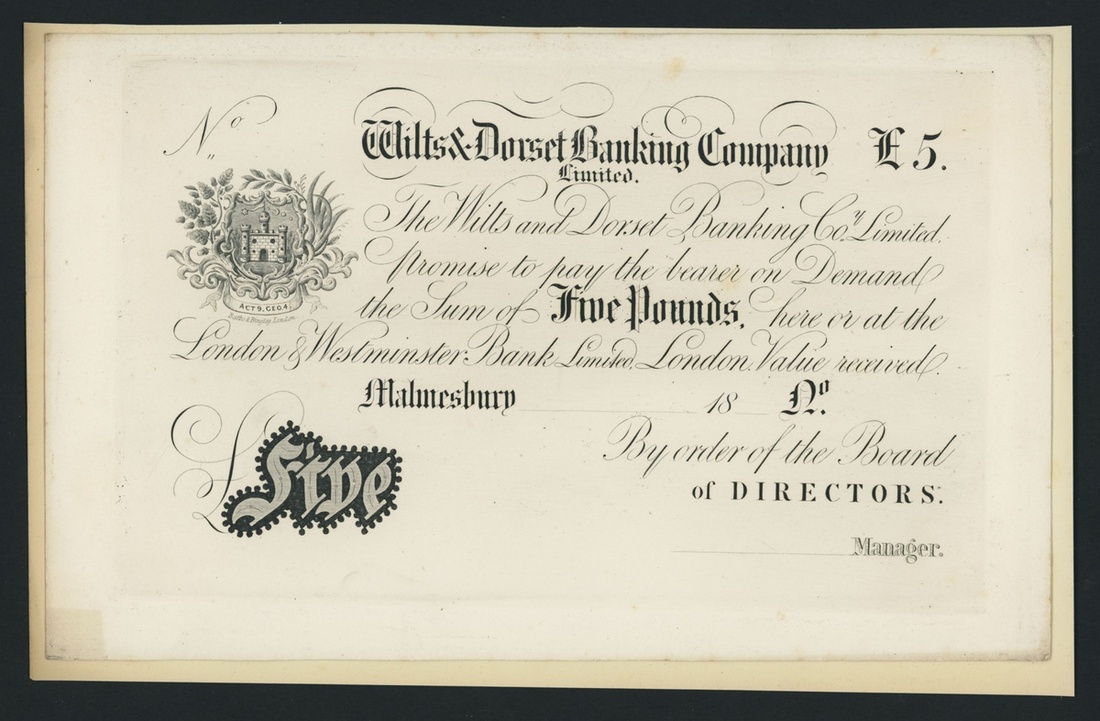 No
Wilts & Dorset Banking Company £5.
Limited.
The Wilts and Dorset Banking Coy. Limited.
promise to pay the bearer on Demand
the Sum of Five Pounds, here or at the
London & Westminster Bank Limited, London. Value received.
ACT 9, GEO. 4.
London
Malmesbury 18 No.
£Five
By order of the Board
of DIRECTORS.
Manager.